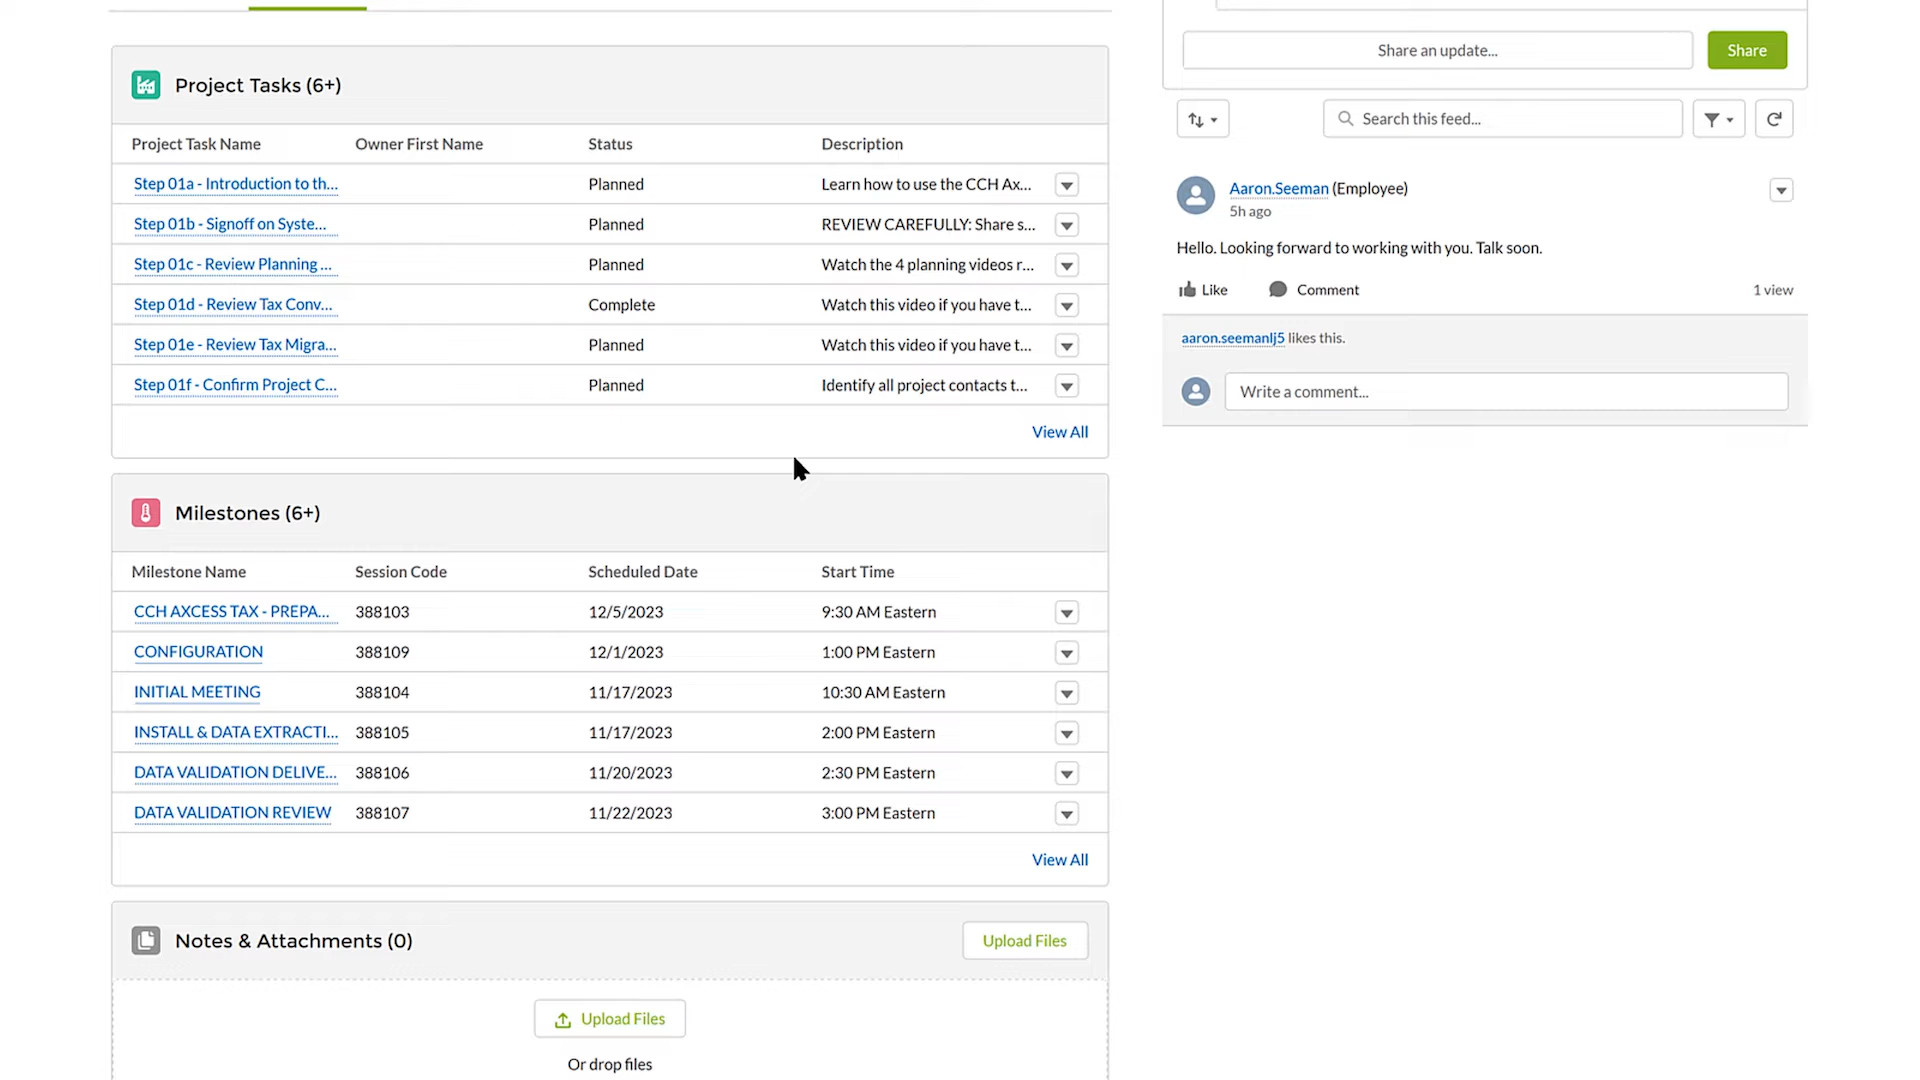 Project Tasks (6+)
Project Task Name Owner First Name Status Description
Step 01a - Introduction to th... Planned Learn how to use the CCH Ax...
Step 01b - Signoff on Syste... Planned REVIEW CAREFULLY: Share s...
Step 01c - Review Planning ... Planned Watch the 4 planning videos r...
Step 01d - Review Tax Conv... Complete Watch this video if you have t...
Step 01e - Review Tax Migra... Planned Watch this video if you have t...
Step 01f - Confirm Project C... Planned Identify all project contacts t...
View All
Milestones (6+)
Milestone Name Session Code Scheduled Date Start Time
CCH AXCESS TAX - PREPA... 388103 12/5/2023 9:30 AM Eastern
CONFIGURATION 388109 12/1/2023 1:00 PM Eastern
INITIAL MEETING 388104 11/17/2023 10:30 AM Eastern
INSTALL & DATA EXTRACTI... 388105 11/17/2023 2:00 PM Eastern
DATA VALIDATION DELIVE... 388106 11/20/2023 2:30 PM Eastern
DATA VALIDATION REVIEW 388107 11/22/2023 3:00 PM Eastern
View All
Notes & Attachments (0) Upload Files
Upload Files
Or drop files
Share an update... Share
Search this feed...
Aaron.Seeman (Employee)
5h ago
Hello. Looking forward to working with you. Talk soon.
Like Comment 1 view
aaron.seemanlj5 likes this.
Write a comment...